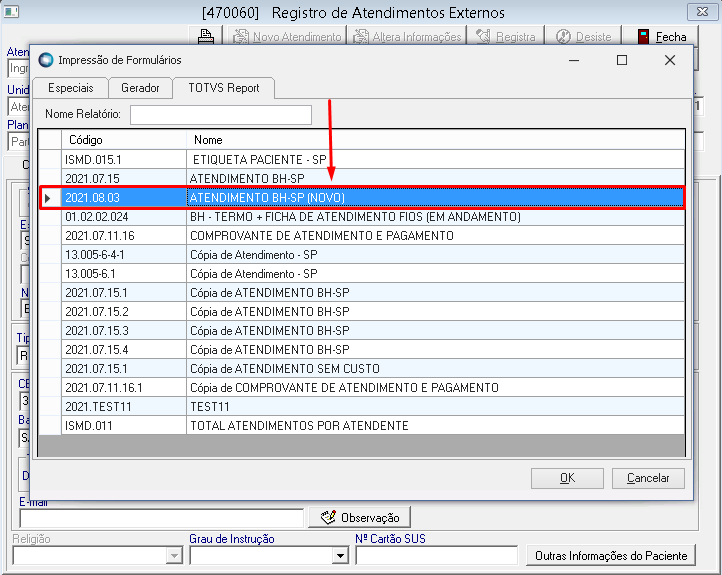 [470060] Registro de Atendimentos Externos
Novo Atendimento Altera Informações Registra Desiste Fecha
Impressão de Formulários
Especiais Gerador TOTVS Report
Nome Relatório:
Código Nome
ISMD.015.1 ETIQUETA PACIENTE - SP
2021.07.15 ATENDIMENTO BH-SP
2021.08.03 ATENDIMENTO BH-SP (NOVO)
01.02.02.024 BH - TERMO + FICHA DE ATENDIMENTO FIOS (EM ANDAMENTO)
2021.07.11.16 COMPROVANTE DE ATENDIMENTO E PAGAMENTO
13.005-6-4-1 Cópia de Atendimento - SP
13.005-6.1 Cópia de Atendimento - SP
2021.07.15.1 Cópia de ATENDIMENTO BH-SP
2021.07.15.2 Cópia de ATENDIMENTO BH-SP
2021.07.15.3 Cópia de ATENDIMENTO BH-SP
2021.07.15.4 Cópia de ATENDIMENTO BH-SP
2021.07.15.1 Cópia de ATENDIMENTO SEM CUSTO
2021.07.11.16.1 Cópia de COMPROVANTE DE ATENDIMENTO E PAGAMENTO
2021.TEST11 TEST11
ISMD.011 TOTAL ATENDIMENTOS POR ATENDENTE
OK Cancelar
E-mail
Observação
Religião Grau de Instrução Nº Cartão SUS
Outras Informações do Paciente